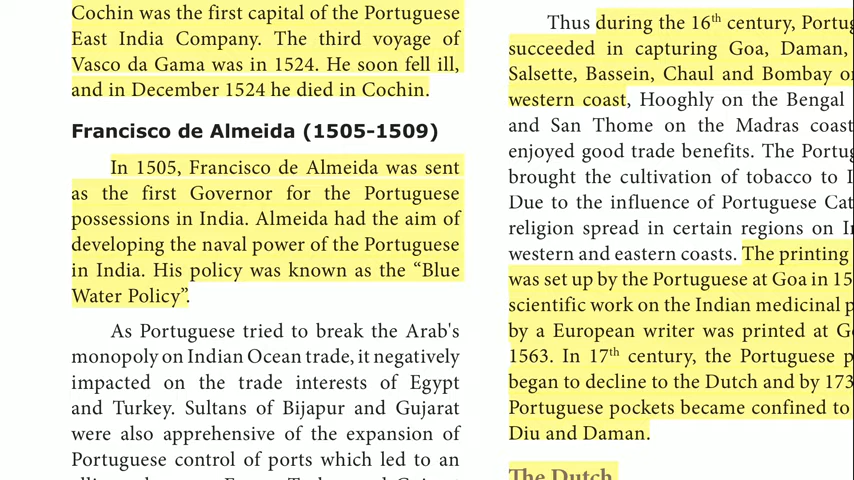 Cochin was the first capital of the Portuguese
East India Company. The third voyage of
Vasco da Gama was in 1524. He soon fell ill,
and in December 1524 he died in Cochin.
Francisco de Almeida (1505-1509)
In 1505, Francisco de Almeida was sent
as the first Governor for the Portuguese
possessions in India. Almeida had the aim of
developing the naval power of the Portuguese
in India. His policy was known as the “Blue
Water Policy”.
As Portuguese tried to break the Arab's
monopoly on Indian Ocean trade, it negatively
impacted on the trade interests of Egypt
and Turkey. Sultans of Bijapur and Gujarat
were also apprehensive of the expansion of
Portuguese control of ports which led to an
Thus during the 16th century, Portug
succeeded in capturing Goa, Daman,
Salsette, Bassein, Chaul and Bombay o
western coast, Hooghly on the Bengal
and San Thome on the Madras coast
enjoyed good trade benefits. The Portug
brought the cultivation of tobacco to I
Due to the influence of Portuguese Cat
religion spread in certain regions on I
western and eastern coasts. The printing
was set up by the Portuguese at Goa in 15
scientific work on the Indian medicinal p
by a European writer was printed at G
1563. In 17th century, the Portuguese p
began to decline to the Dutch and by 173
Portuguese pockets became confined to
Diu and Daman.
The Dutch